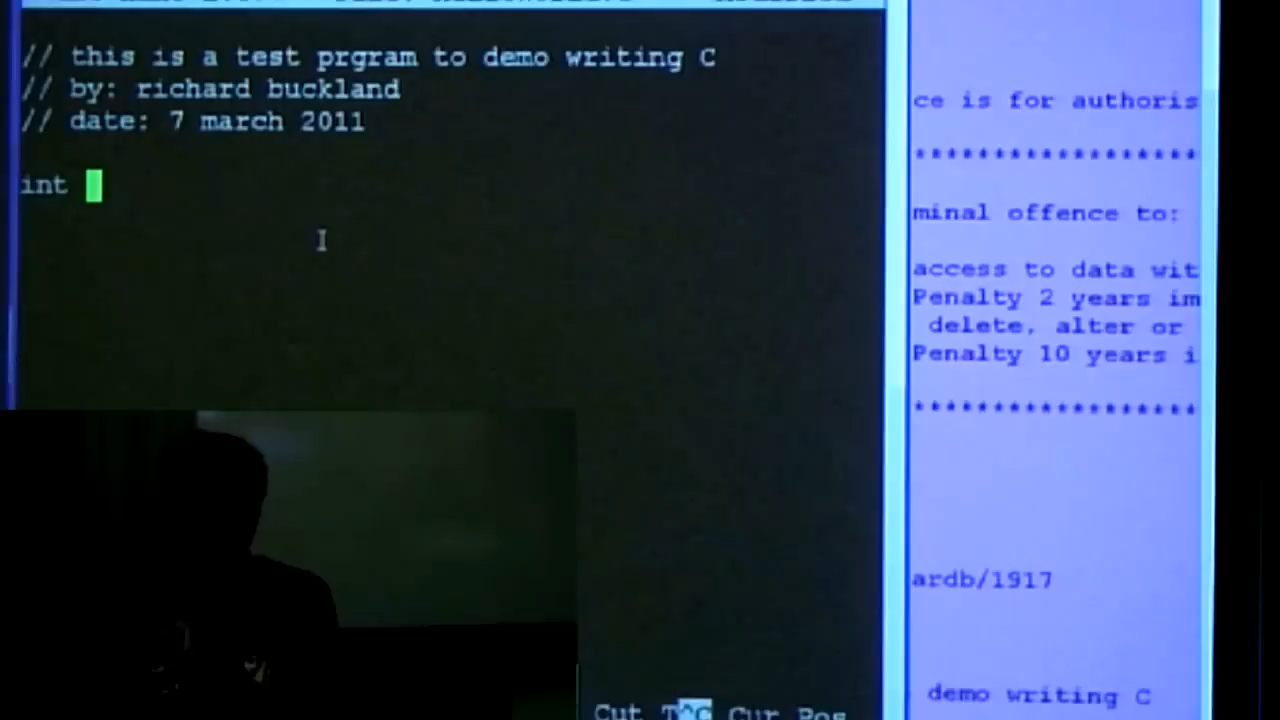 // this is a test prgram to demo writing C
// by: richard buckland
// date: 7 march 2011
int
Cut T^C Cur Pos
ce is for authoris
******************
minal offence to:
access to data wit
Penalty 2 years im
delete, alter or
Penalty 10 years i
******************
ardb/1917
demo writing C